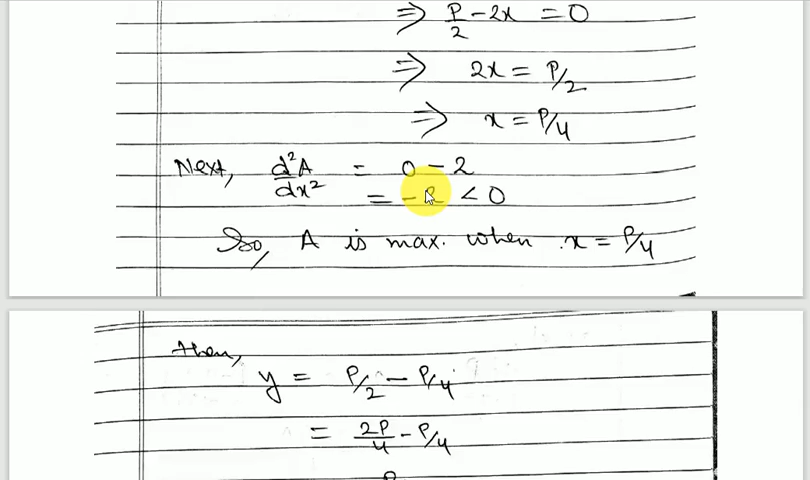 ⇒ P/2 - 2x = 0
⇒ 2x = P/2
⇒ x = P/4
Next, d²A/dx² = 0 - 2
= -2 < 0
So, A is max. when x = P/4
then,
y = P/2 - P/4
= 2P/4 - P/4